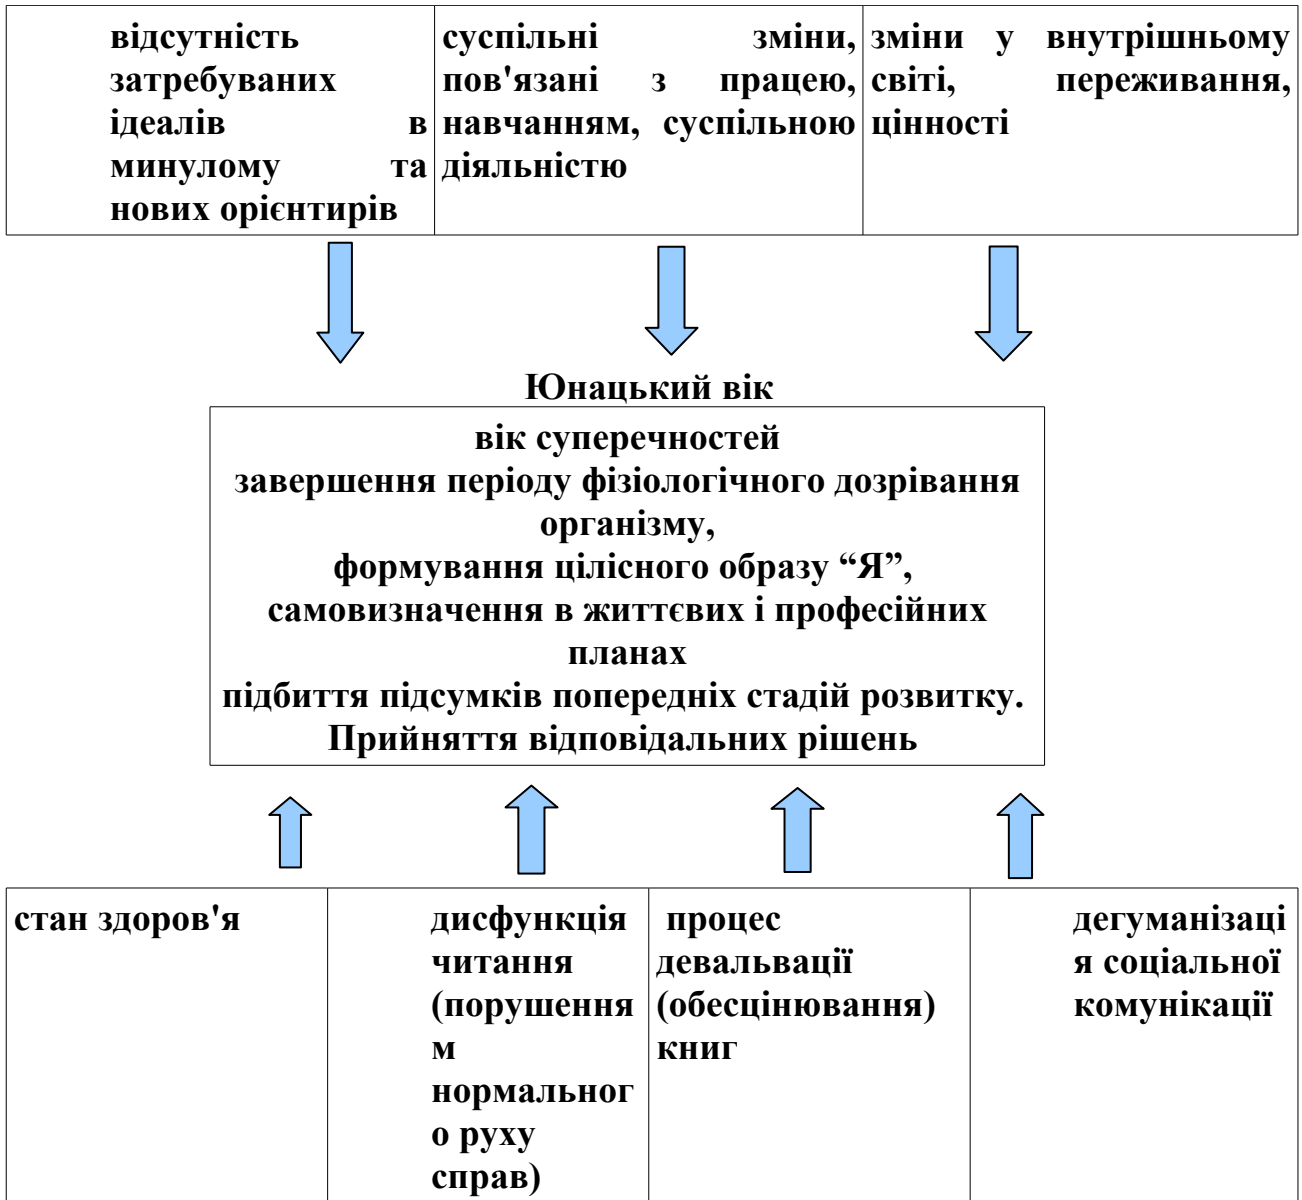 відсутність
затребуваних
ідеалів в
минулому та
нових орієнтирів
суспільні зміни,
пов'язані з працею,
навчанням, суспільною
діяльністю
зміни у внутрішньому
світі, переживання,
цінності
Юнацький вік
вік суперечностей
завершення періоду фізіологічного дозрівання
організму,
формування цілісного образу “Я”,
самовизначення в життєвих і професійних
планах
підбиття підсумків попередніх стадій розвитку.
Прийняття відповідальних рішень
стан здоров'я
дисфункція
читання
(порушенням
м
нормальног
о руху
справ)
процес
девальвації
(обесцінювання)
книг
дегуманізаці
я соціальної
комунікації